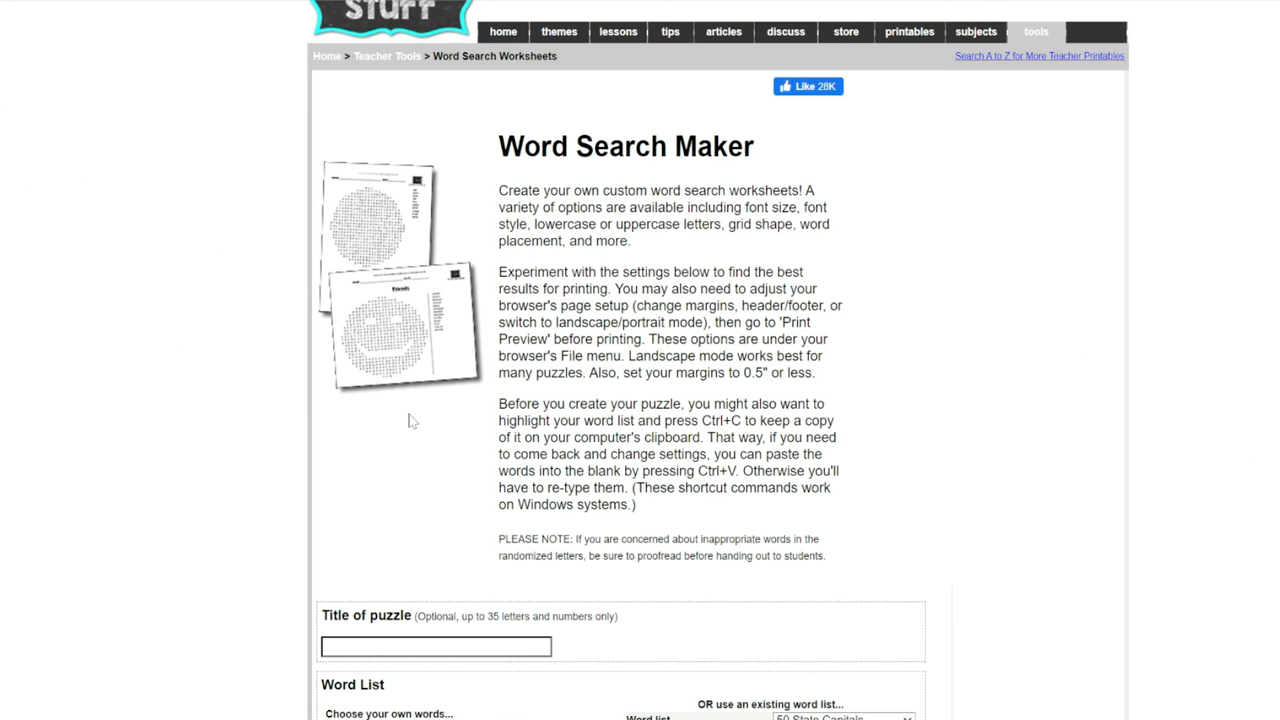 STUFF
home themes lessons tips articles discuss store printables subjects tools
Home > Teacher Tools > Word Search Worksheets
Search A to Z for More Teacher Printables
Like 28K
Word Search Maker
Create your own custom word search worksheets! A
variety of options are available including font size, font
style, lowercase or uppercase letters, grid shape, word
placement, and more.
Experiment with the settings below to find the best
results for printing. You may also need to adjust your
browser's page setup (change margins, header/footer, or
switch to landscape/portrait mode), then go to 'Print
Preview' before printing. These options are under your
browser's File menu. Landscape mode works best for
many puzzles. Also, set your margins to 0.5" or less.
Friends
Before you create your puzzle, you might also want to
highlight your word list and press Ctrl+C to keep a copy
of it on your computer's clipboard. That way, if you need
to come back and change settings, you can paste the
words into the blank by pressing Ctrl+V. Otherwise you'll
have to re-type them. (These shortcut commands work
on Windows systems.)
PLEASE NOTE: If you are concerned about inappropriate words in the
randomized letters, be sure to proofread before handing out to students.
Title of puzzle (Optional, up to 35 letters and numbers only)
Word List
OR use an existing word list...
Choose your own words...
Word list
50 State Capitals